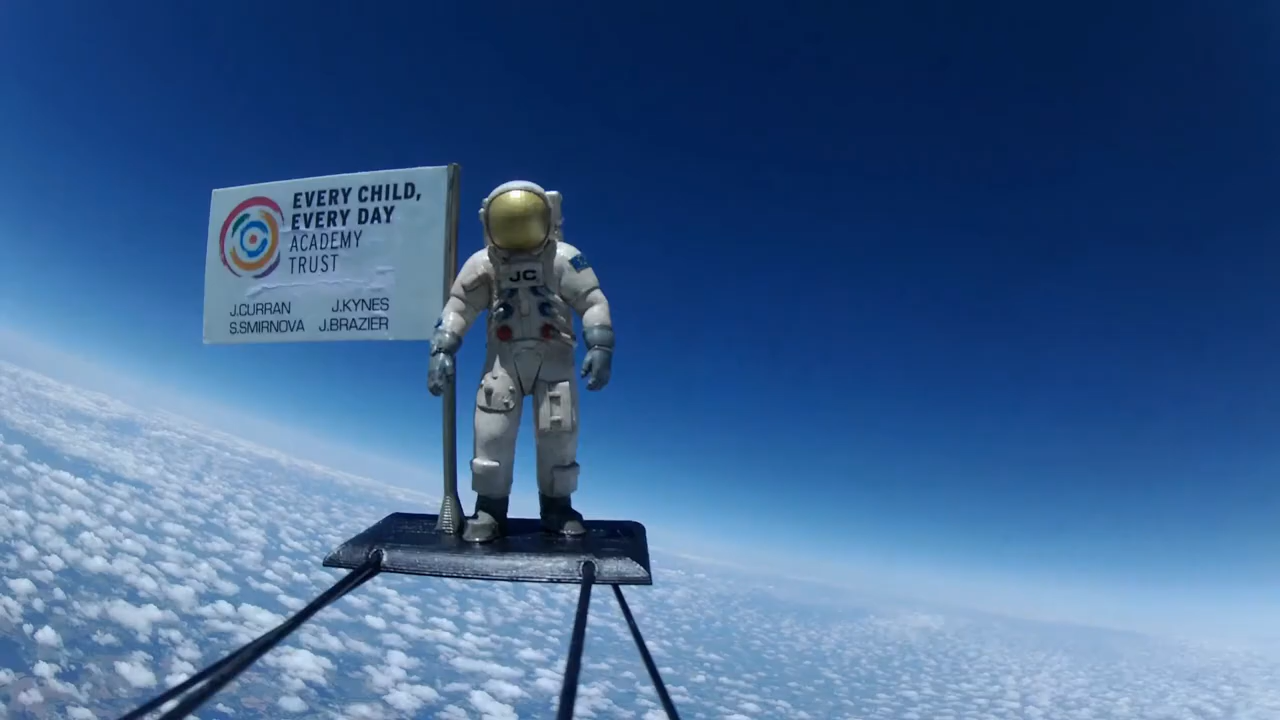 EVERY CHILD,
EVERY DAY
ACADEMY
TRUST
J.CURRAN J.KYNES
S.SMIRNOVA J.BRAZIER
JC